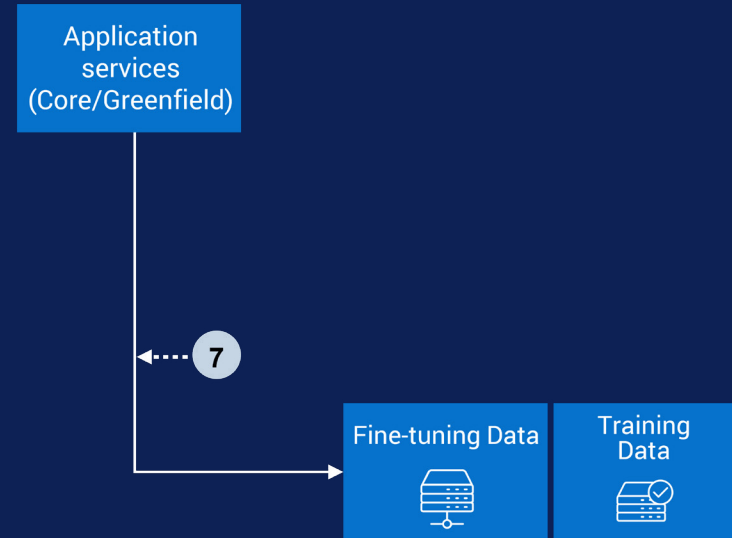 Application
services
(Core/Greenfield)
7
Fine-tuning Data
Training
Data